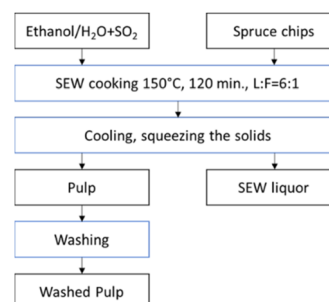 Ethanol/H₂O+SO₂
Spruce chips
SEW cooking 150°C, 120 min., L:F=6:1
Cooling, squeezing the solids
Pulp
SEW liquor
Washing
Washed Pulp